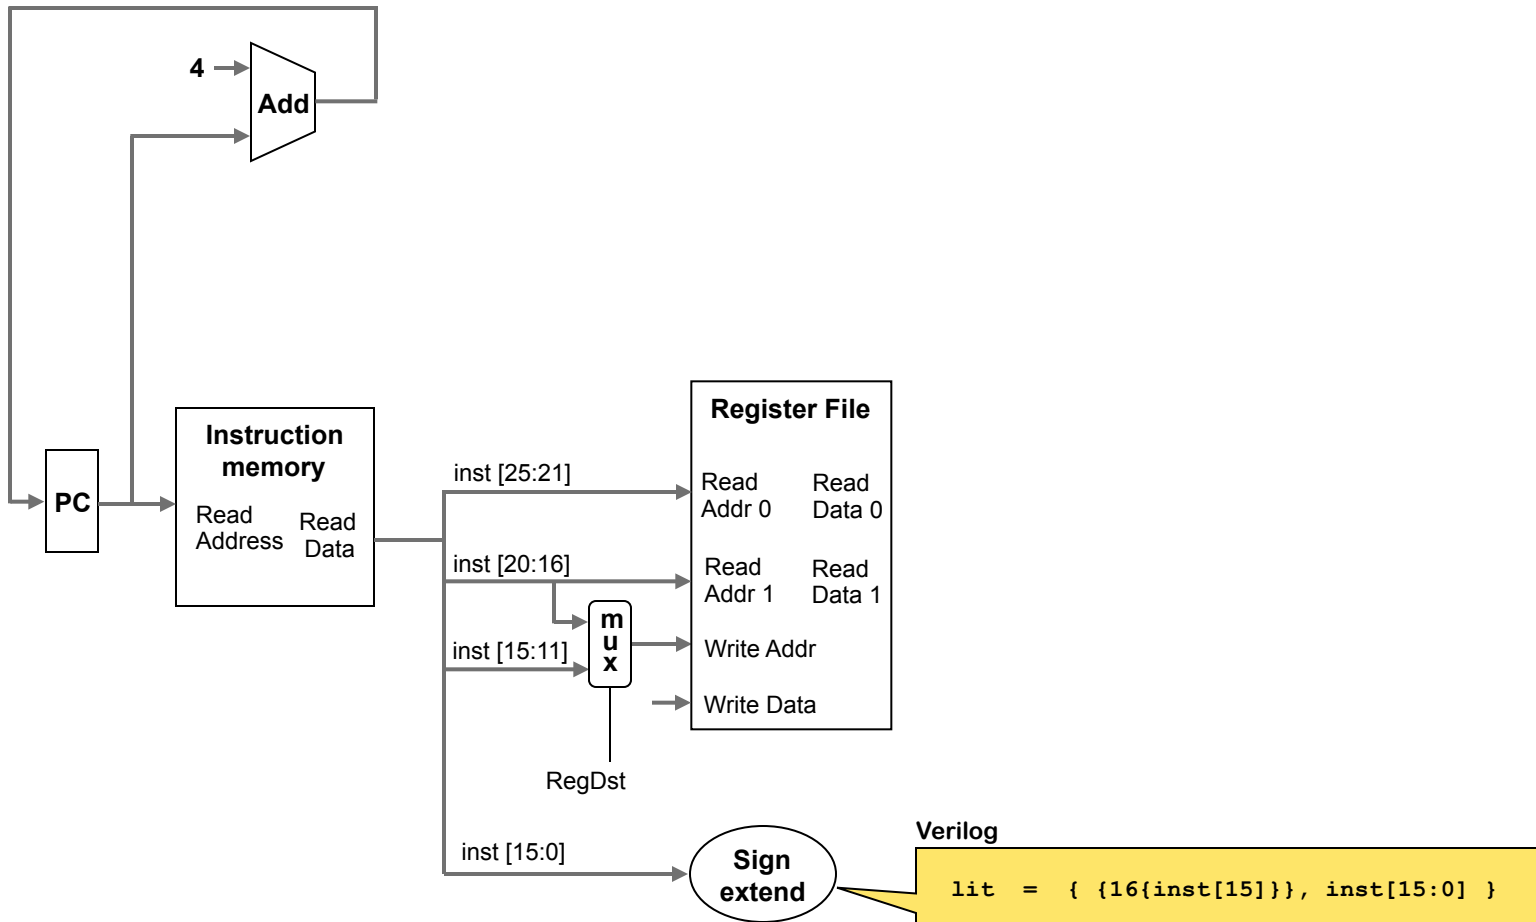 4
Add
PC
Instruction
memory
Read
Address
Read
Data
inst [25:21]
inst [20:16]
inst [15:11]
m
u
x
RegDst
Register File
Read
Addr 0
Read
Data 0
Read
Addr 1
Read
Data 1
Write Addr
Write Data
inst [15:0]
Sign
extend
Verilog
lit = { {16{inst[15]}}, inst[15:0] }